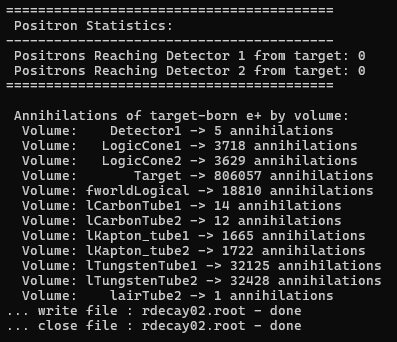 =========================================
Positron Statistics:
-----------------------------------------
Positrons Reaching Detector 1 from target: 0
Positrons Reaching Detector 2 from target: 0
=========================================
Annihilations of target-born e+ by volume:
Volume: Detector1 -> 5 annihilations
Volume: LogicCone1 -> 3718 annihilations
Volume: LogicCone2 -> 3629 annihilations
Volume: Target -> 806057 annihilations
Volume: fworldLogical -> 18810 annihilations
Volume: lCarbonTube1 -> 14 annihilations
Volume: lCarbonTube2 -> 12 annihilations
Volume: lKapton_tube1 -> 1665 annihilations
Volume: lKapton_tube2 -> 1722 annihilations
Volume: lTungstenTube1 -> 32125 annihilations
Volume: lTungstenTube2 -> 32428 annihilations
Volume: lairTube2 -> 1 annihilations
... write file : rdecay02.root - done
... close file : rdecay02.root - done